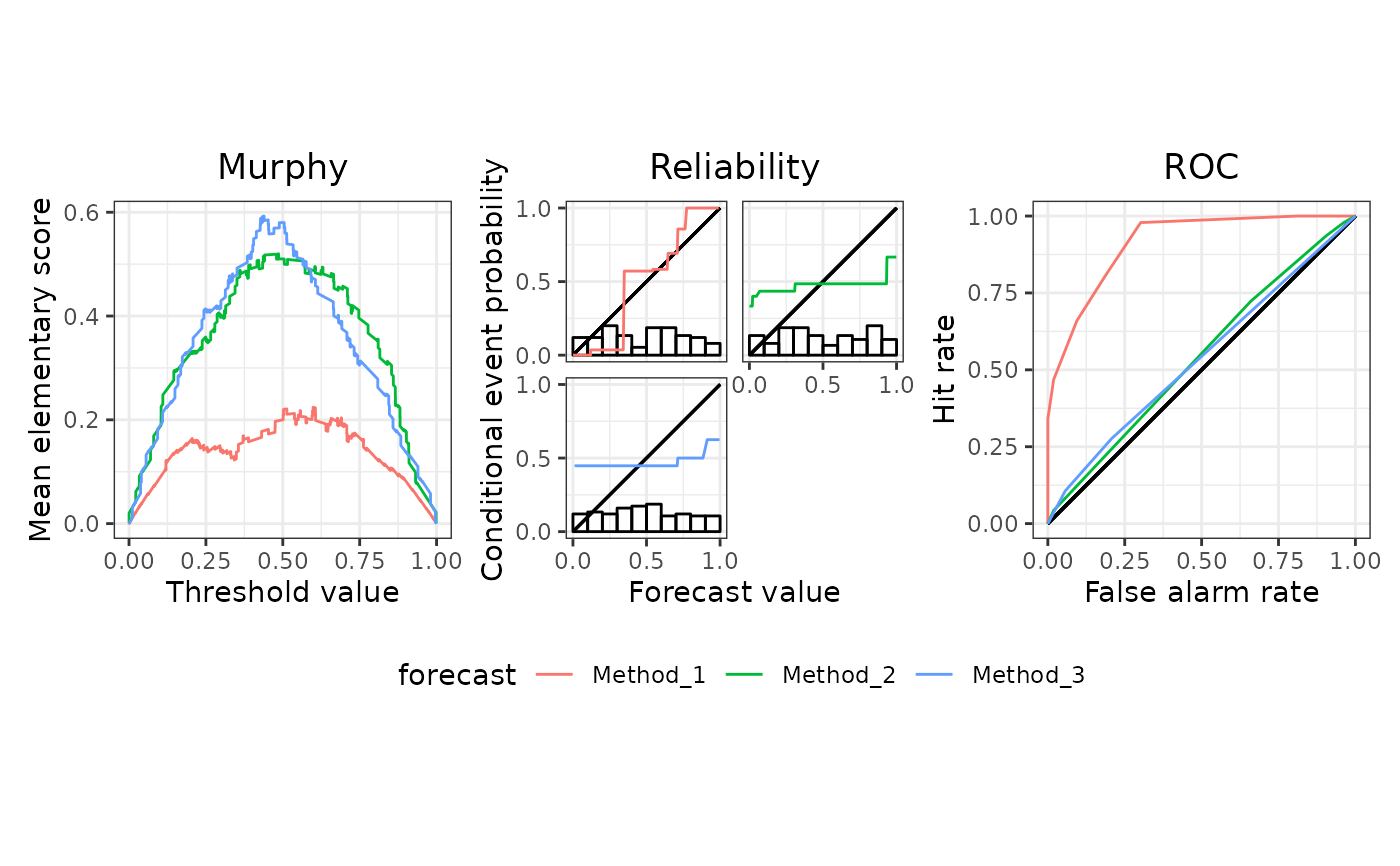 Murphy
Reliability
ROC
Mean elementary score
0.6
0.4
0.2
0.0
0.00 0.25 0.50 0.75 1.00
Threshold value
Conditional event probability
1.0
0.5
0.0
1.0
0.5
0.0
0.0 0.5 1.0
0.0 0.5 1.0
Forecast value
Hit rate
1.00
0.75
0.50
0.25
0.00
0.00 0.25 0.50 0.75 1.00
False alarm rate
forecast Method_1 Method_2 Method_3